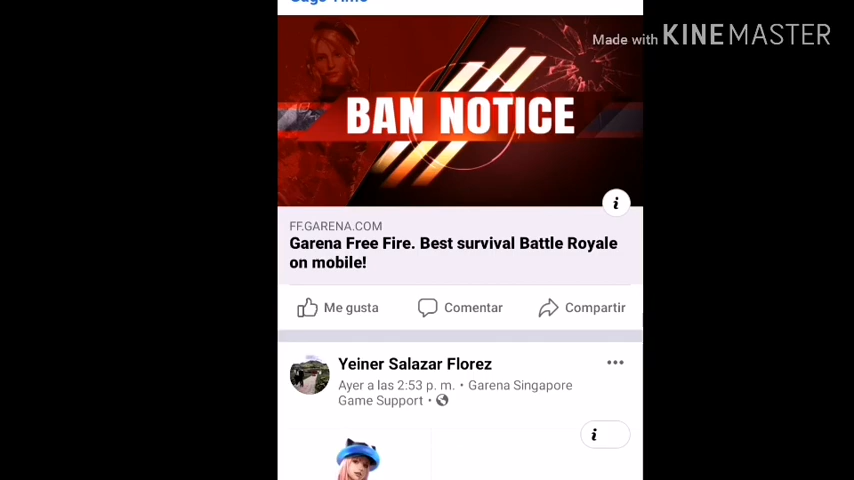 Made with KINEMASTER
BAN NOTICE
FF.GARENA.COM
Garena Free Fire. Best survival Battle Royale
on mobile!
Me gusta
Comentar
Compartir
Yeiner Salazar Florez
Ayer a las 2:53 p. m. • Garena Singapore
Game Support •